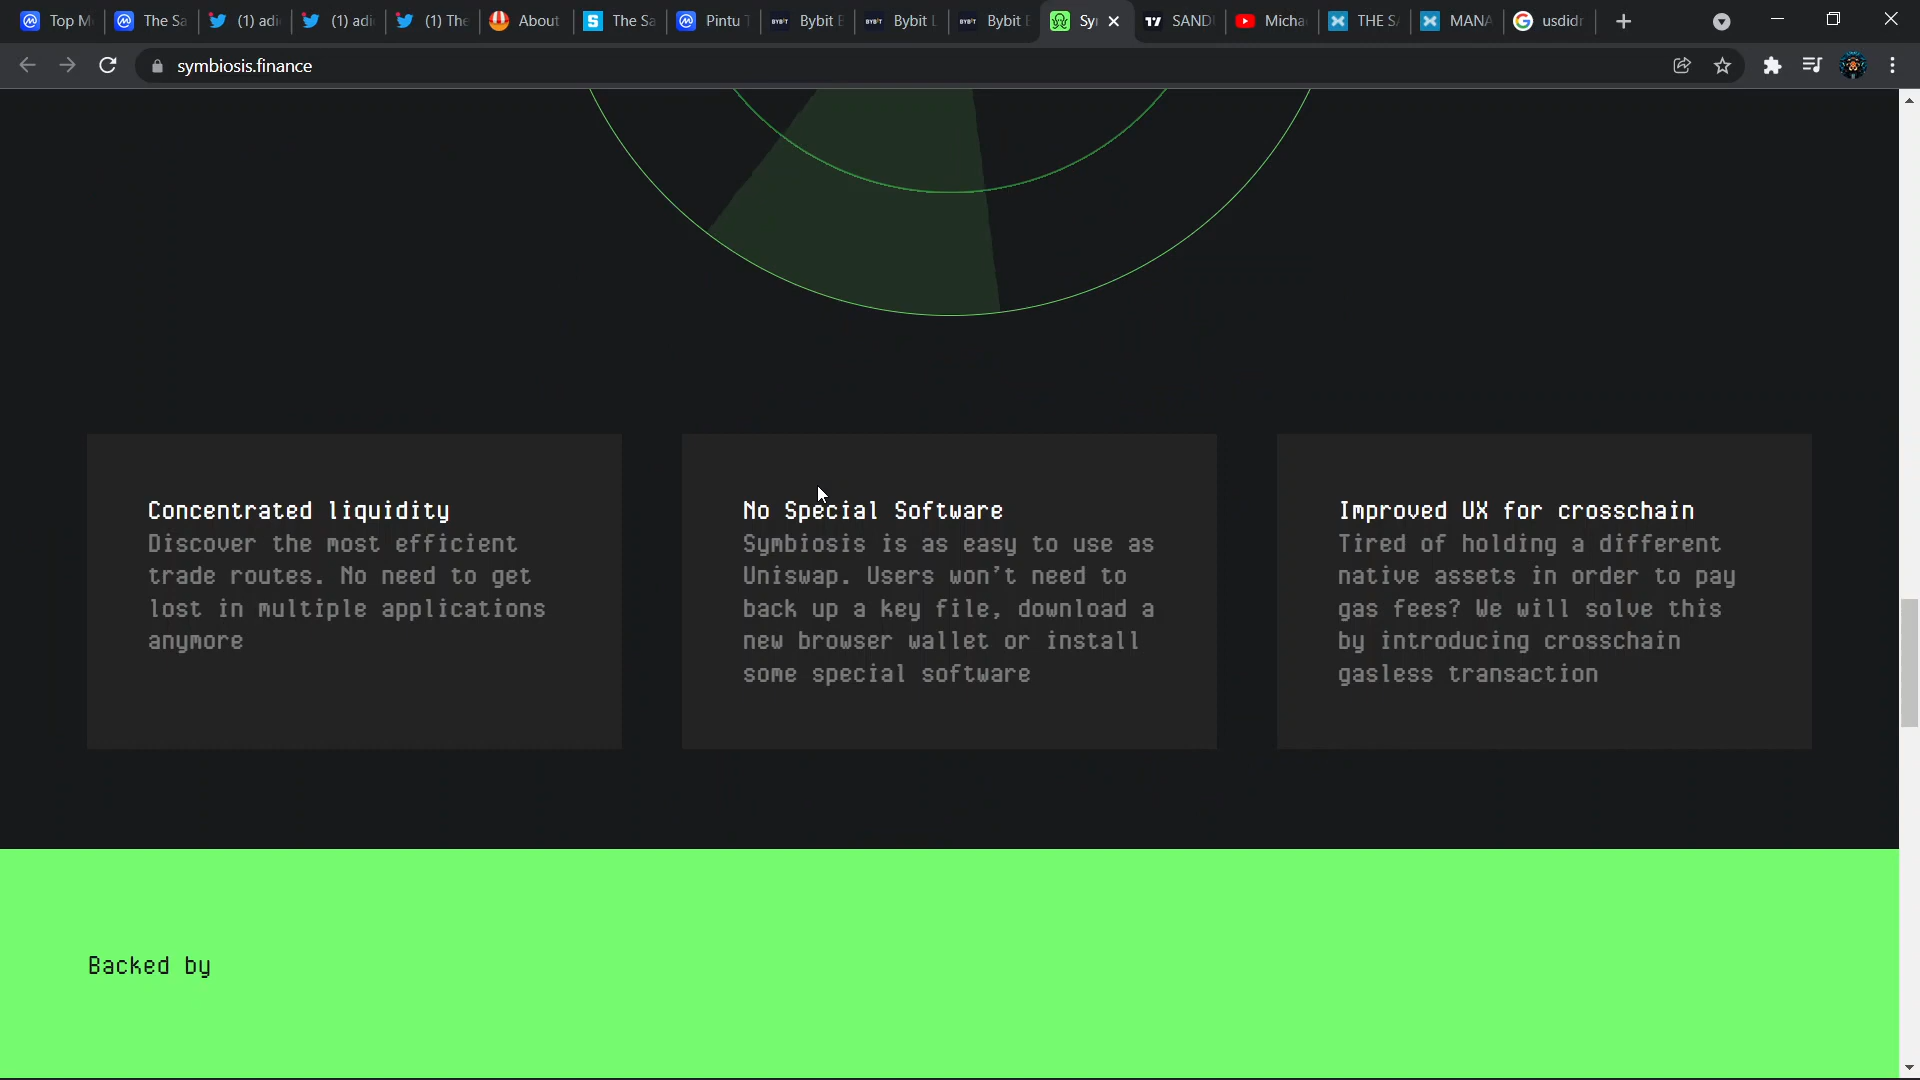 Top M
The Sa
(1) adi
(1) adi
(1) The
About
The Sa
Pintu T
BYBIT Bybit E
BYBIT Bybit L
BYBIT Bybit E
Sy
SAND
Micha
THE SA
MANA
usdidr
symbiosis.finance
Concentrated liquidity
Discover the most efficient
trade routes. No need to get
lost in multiple applications
anymore
No Special Software
Symbiosis is as easy to use as
Uniswap. Users won't need to
back up a key file, download a
new browser wallet or install
some special software
Improved UX for crosschain
Tired of holding a different
native assets in order to pay
gas fees? We will solve this
by introducing crosschain
gasless transaction
Backed by